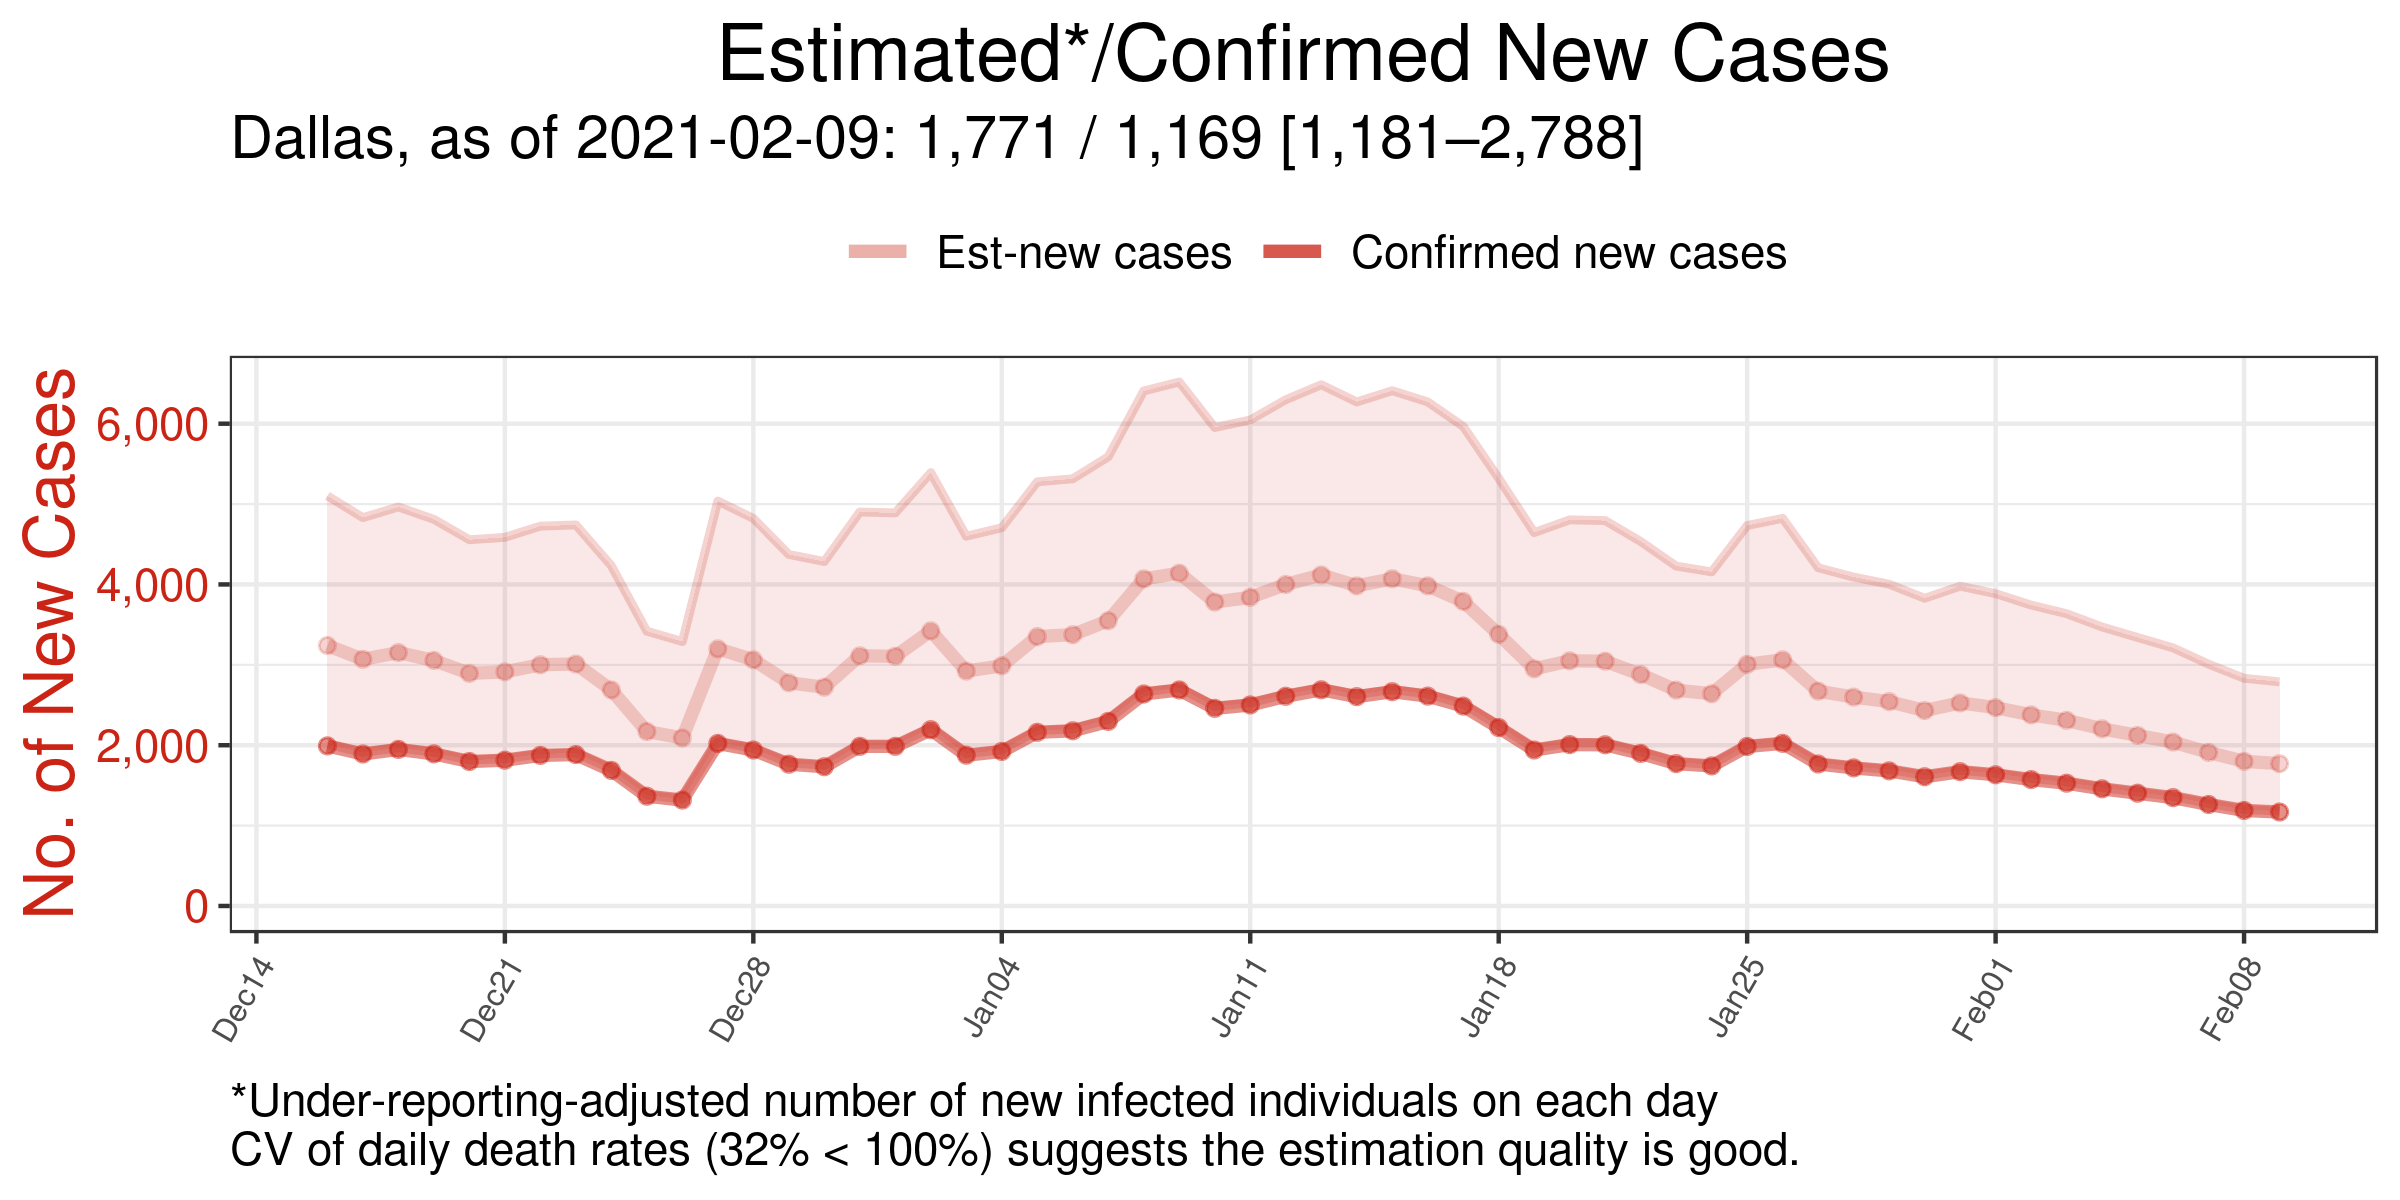 Estimated*/Confirmed New Cases
Dallas, as of 2021-02-09: 1,771 / 1,169 [1,181–2,788]
Est-new cases
Confirmed new cases
No. of New Cases
6,000
4,000
2,000
0
Dec14
Dec21
Dec28
Jan04
Jan11
Jan18
Jan25
Feb01
Feb08
*Under-reporting-adjusted number of new infected individuals on each day
CV of daily death rates (32% < 100%) suggests the estimation quality is good.